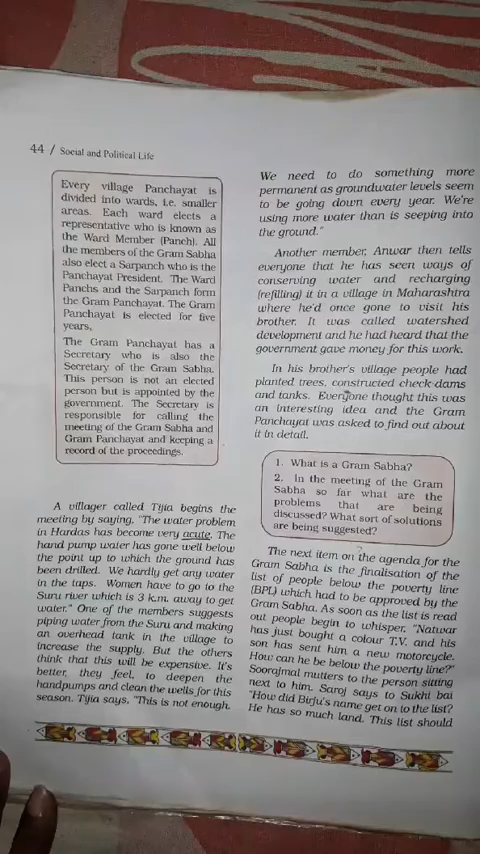 44 / Social and Political Life
Every village Panchayat is
divided into wards, i.e. smaller
areas. Each ward elects a
representative who is known as
the Ward Member (Panch). All
the members of the Gram Sabha
also elect a Sarpanch who is the
Panchayat President. The Ward
Panchs and the Sarpanch form
the Gram Panchayat. The Gram
Panchayat is elected for five
years.
The Gram Panchayat has a
Secretary who is also the
Secretary of the Gram Sabha.
This person is not an elected
person but is appointed by the
government. The Secretary is
responsible for calling the
meeting of the Gram Sabha and
Gram Panchayat and keeping a
record of the proceedings.
A villager called Tijia begins the
meeting by saying, "The water problem
in Hardas has become very acute. The
hand pump water has gone well below
the point up to which the ground has
been drilled. We hardly get any water
in the taps. Women have to go to the
Suru river which is 3 k.m. away to get
water." One of the members suggests
piping water from the Suru and making
an overhead tank in the village to
increase the supply. But the others
think that this will be expensive. It's
better, they feel, to deepen the
handpumps and clean the wells for this
season. Tijia says, "This is not enough.
We need to do something more
permanent as groundwater levels seem
to be going down every year. We're
using more water than is seeping into
the ground."
Another member, Anwar then tells
everyone that he has seen ways of
conserving water and recharging
(refilling) it in a village in Maharashtra
where he'd once gone to visit his
brother. It was called watershed
development and he had heard that the
government gave money for this work.
In his brother's village people had
planted trees, constructed check-dams
and tanks. Everyone thought this was
an interesting idea and the Gram
Panchayat was asked to find out about
it in detail.
1. What is a Gram Sabha?
2. In the meeting of the Gram
Sabha so far what are the
problems that are being
discussed? What sort of solutions
are being suggested?
The next item on the agenda for the
Gram Sabha is the finalisation of the
list of people below the poverty line
(BPL) which had to be approved by the
Gram Sabha. As soon as the list is read
out people begin to whisper. "Natwar
has just bought a colour T.V. and his
son has sent him a new motorcycle.
How can he be below the poverty line?"
Soorajmal mutters to the person sitting
next to him. Saroj says to Sukhi bai
"How did Birju's name get on to the list?
He has so much land. This list should